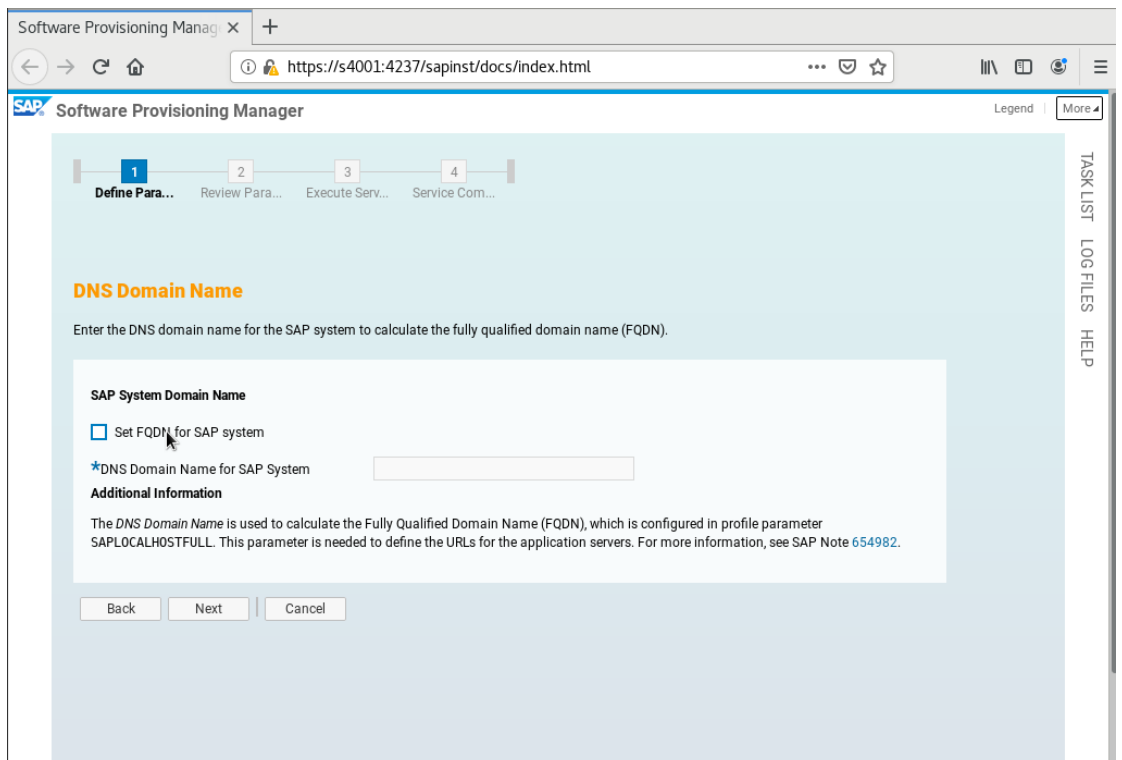 Software Provisioning Manag
https://s4001:4237/sapinst/docs/index.html
SAP Software Provisioning Manager
Legend More
1 2 3 4
Define Para... Review Para... Execute Serv... Service Com...
TASK LIST
LOG FILES
HELP
DNS Domain Name
Enter the DNS domain name for the SAP system to calculate the fully qualified domain name (FQDN).
SAP System Domain Name
Set FQDN for SAP system
*DNS Domain Name for SAP System
Additional Information
The DNS Domain Name is used to calculate the Fully Qualified Domain Name (FQDN), which is configured in profile parameter
SAPLOCALHOSTFULL. This parameter is needed to define the URLs for the application servers. For more information, see SAP Note 654982.
Back Next Cancel